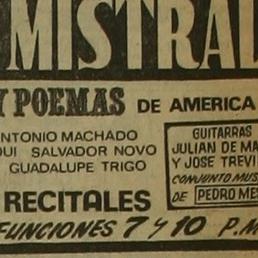 MISTRAL
Y POEMAS DE AMERICA
ANTONIO MACHADO
QUI SALVADOR NOVO
GUADALUPE TRIGO
GUITARRAS
JULIAN DE MA
Y JOSE TREVI
CONJUNTO MUS
DE PEDRO MES
RECITALES
FUNCIONES 7 Y 10 P.M